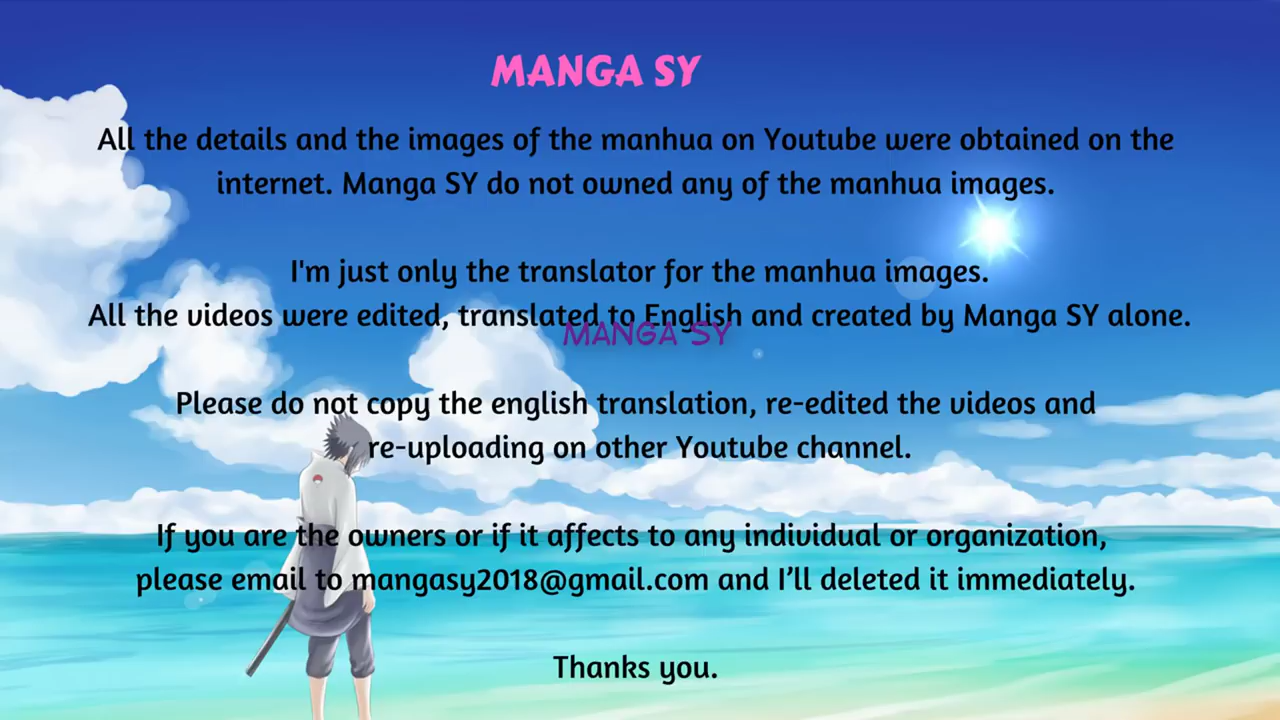 MANGA SY
All the details and the images of the manhua on Youtube were obtained on the
internet. Manga SY do not owned any of the manhua images.
I'm just only the translator for the manhua images.
All the videos were edited, translated to English and created by Manga SY alone.
MANGA SY
Please do not copy the english translation, re-edited the videos and
re-uploading on other Youtube channel.
If you are the owners or if it affects to any individual or organization,
please email to mangasy2018@gmail.com and I’ll deleted it immediately.
Thanks you.